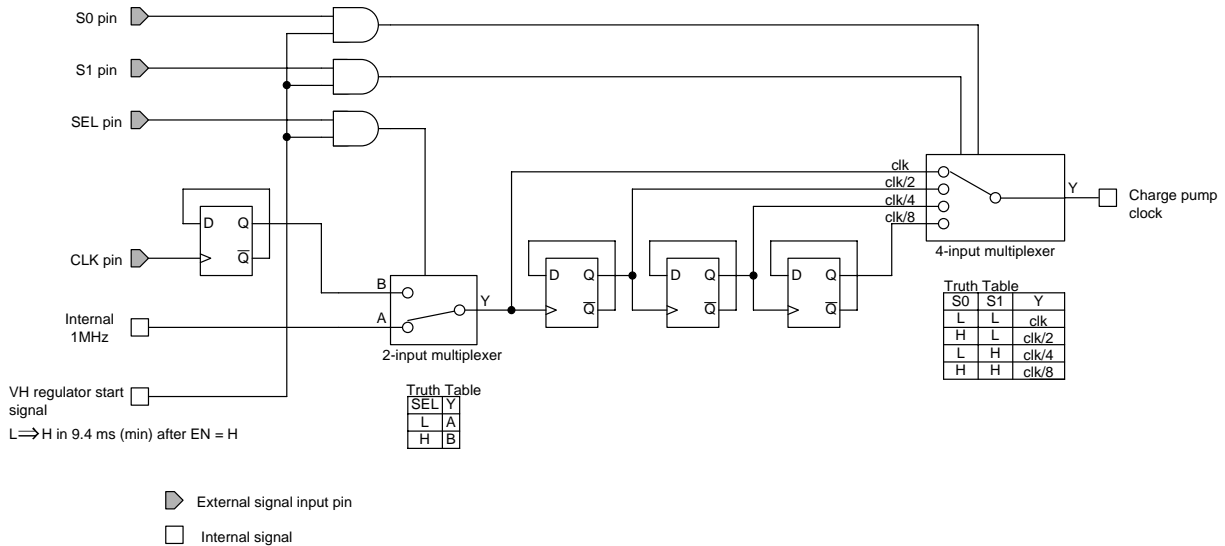 S0 pin
S1 pin
SEL pin
D Q
Q
CLK pin
Internal
1MHz
VH regulator start
signal
L⇒H in 9.4 ms (min) after EN = H
B
A
Y
2-input multiplexer
Truth Table
SEL Y
L A
H B
D Q
Q
D Q
Q
D Q
Q
clk
clk/2
clk/4
clk/8
Y
4-input multiplexer
Charge pump
clock
Truth Table
S0 S1 Y
L L clk
H L clk/2
L H clk/4
H H clk/8
External signal input pin
Internal signal